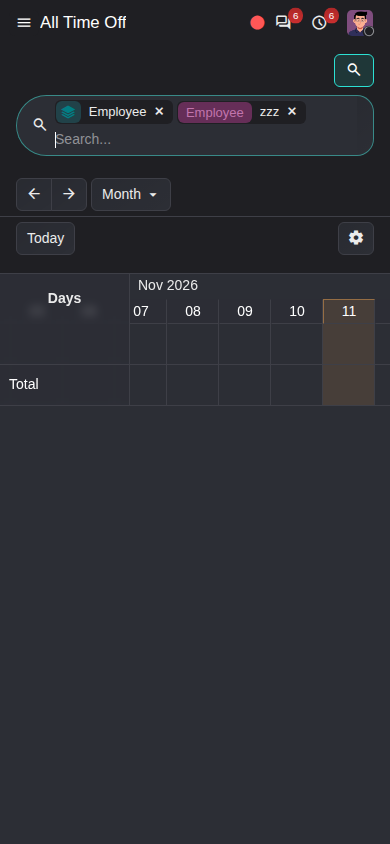 All Time Off
6
6
Employee
Employee zzz
Search...
Month
Today
Days
Nov 2026
07 08 09 10 11
Total